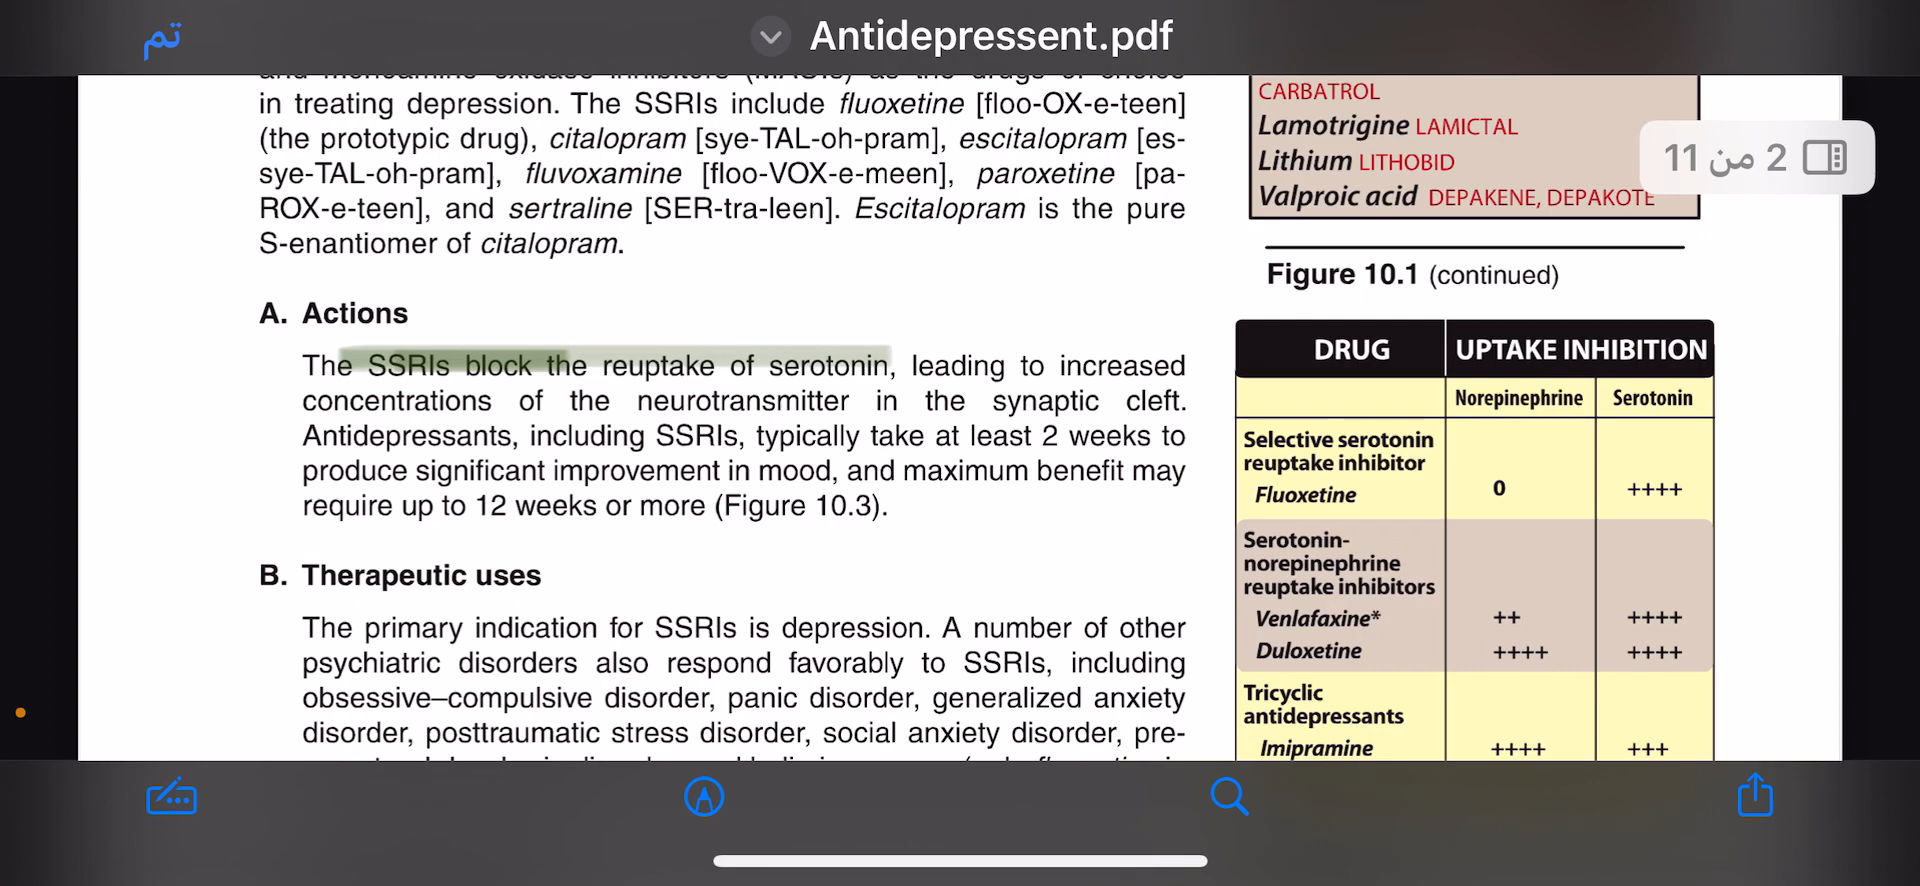 تم
Antidepressent.pdf
in treating depression. The SSRIs include fluoxetine [floo-OX-e-teen]
(the prototypic drug), citalopram [sye-TAL-oh-pram], escitalopram [es-
sye-TAL-oh-pram], fluvoxamine [floo-VOX-e-meen], paroxetine [pa-
ROX-e-teen], and sertraline [SER-tra-leen]. Escitalopram is the pure
S-enantiomer of citalopram.
A. Actions
The SSRIs block the reuptake of serotonin, leading to increased
concentrations of the neurotransmitter in the synaptic cleft.
Antidepressants, including SSRIs, typically take at least 2 weeks to
produce significant improvement in mood, and maximum benefit may
require up to 12 weeks or more (Figure 10.3).
B. Therapeutic uses
The primary indication for SSRIs is depression. A number of other
psychiatric disorders also respond favorably to SSRIs, including
obsessive–compulsive disorder, panic disorder, generalized anxiety
disorder, posttraumatic stress disorder, social anxiety disorder, pre-
CARBATROL
Lamotrigine LAMICTAL
Lithium LITHOBID
Valproic acid DEPAKENE, DEPAKOTE
2 من 11
Figure 10.1 (continued)
DRUG UPTAKE INHIBITION
Norepinephrine Serotonin
Selective serotonin
reuptake inhibitor
Fluoxetine 0 ++++
Serotonin-
norepinephrine
reuptake inhibitors
Venlafaxine* ++ ++++
Duloxetine ++++ ++++
Tricyclic
antidepressants
Imipramine ++++ +++